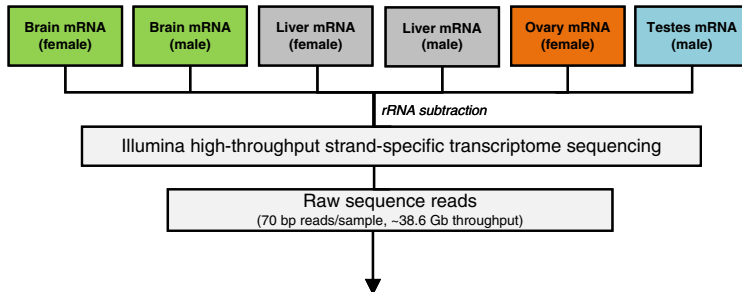 Brain mRNA
(female)
Brain mRNA
(male)
Liver mRNA
(female)
Liver mRNA
(male)
Ovary mRNA
(female)
Testes mRNA
(male)
rRNA subtraction
Illumina high-throughput strand-specific transcriptome sequencing
Raw sequence reads
(70 bp reads/sample, ~38.6 Gb throughput)